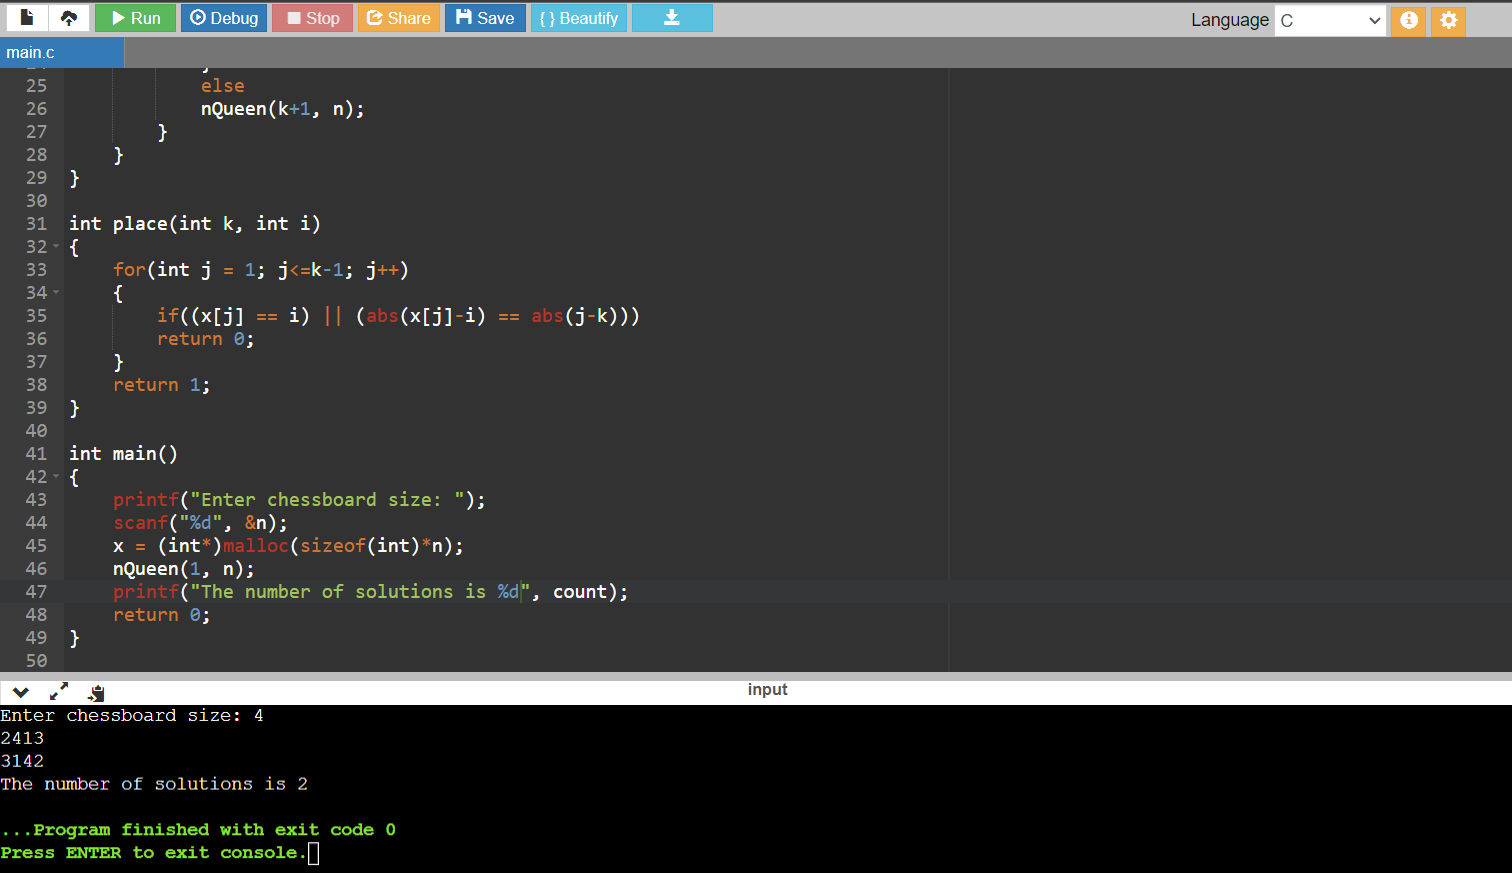 Run Debug Stop Share Save { } Beautify Language C
main.c
25 else
26 nQueen(k+1, n);
27 }
28 }
29 }
30
31 int place(int k, int i)
32 {
33 for(int j = 1; j<=k-1; j++)
34 {
35 if((x[j] == i) || (abs(x[j]-i) == abs(j-k)))
36 return 0;
37 }
38 return 1;
39 }
40
41 int main()
42 {
43 printf("Enter chessboard size: ");
44 scanf("%d", &n);
45 x = (int*)malloc(sizeof(int)*n);
46 nQueen(1, n);
47 printf("The number of solutions is %d", count);
48 return 0;
49 }
50
input
Enter chessboard size: 4
2413
3142
The number of solutions is 2
...Program finished with exit code 0
Press ENTER to exit console.